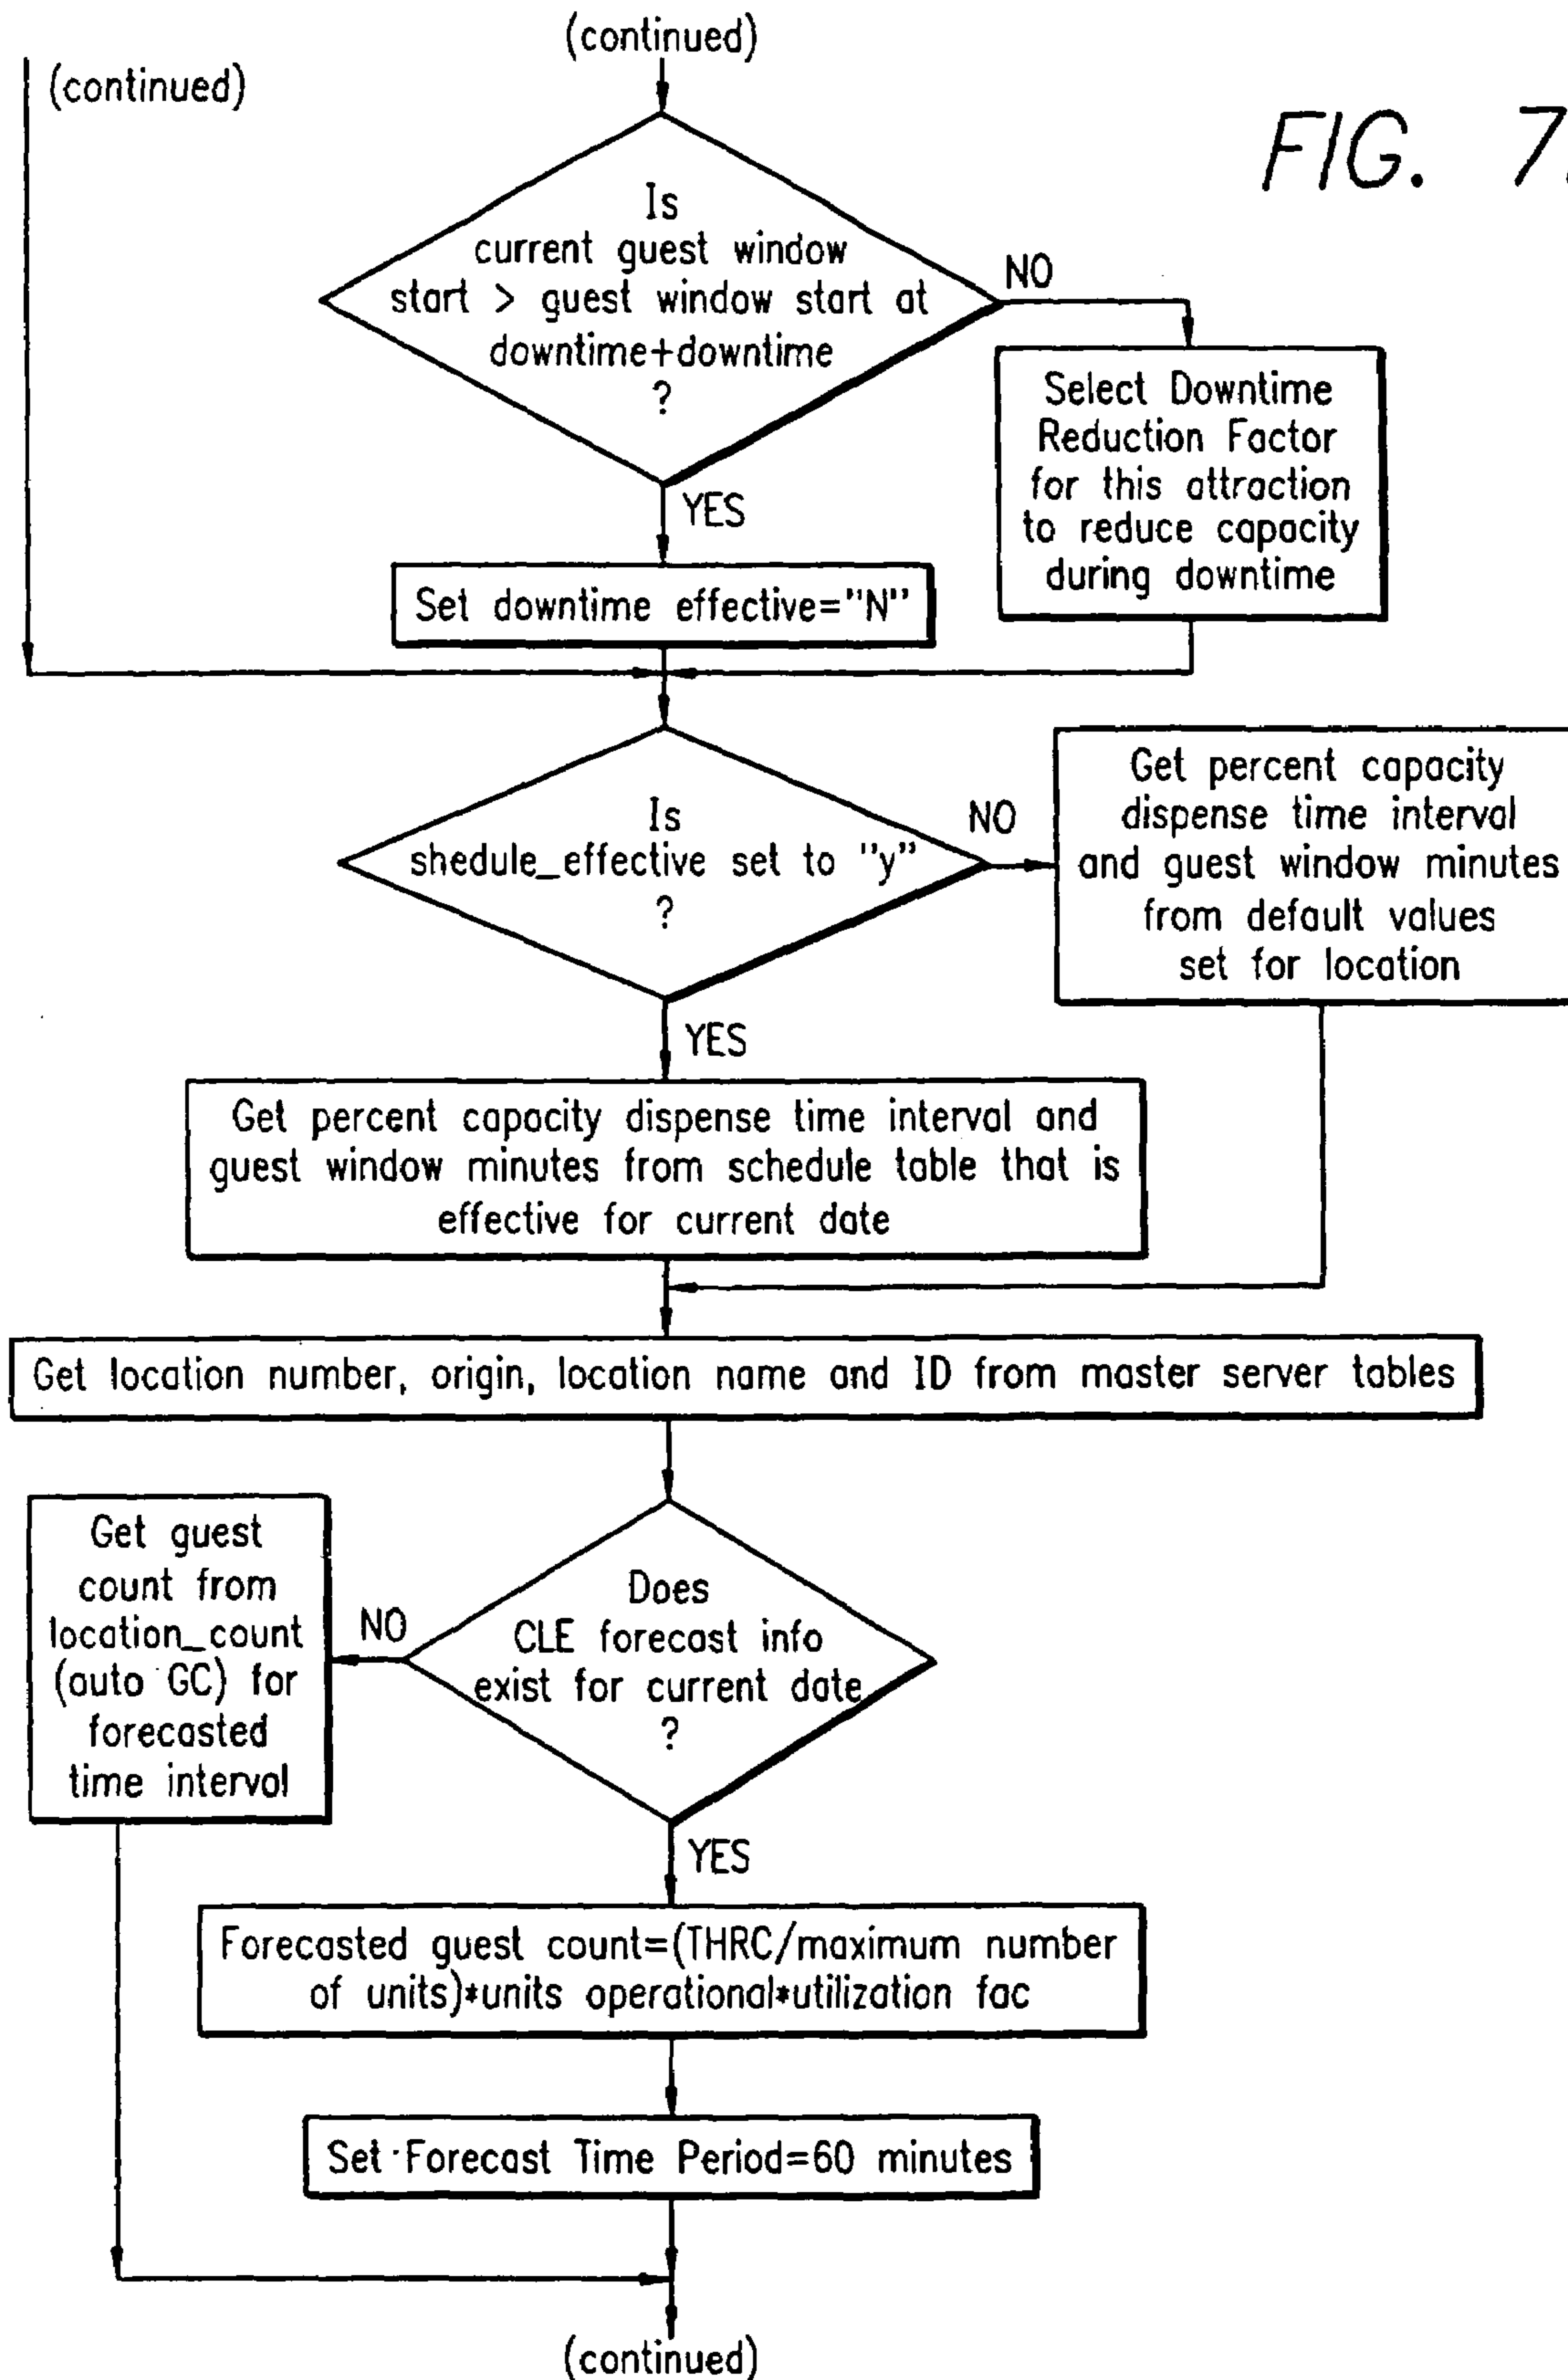 (continued)
(continued)
FIG. 7
Is
current guest window
start > guest window start at
downtime+downtime
?
NO
Select Downtime
Reduction Factor
for this attraction
to reduce capacity
during downtime
YES
Set downtime effective="N"
Is
shedule_effective set to "y"
?
NO
Get percent capacity
dispense time interval
and guest window minutes
from default values
set for location
YES
Get percent capacity dispense time interval and
guest window minutes from schedule table that is
effective for current date
Get location number, origin, location name and ID from master server tables
Does
CLE forecast info
exist for current date
?
NO
Get guest
count from
location_count
(auto GC) for
forecasted
time interval
YES
Forecasted guest count=(THRC/maximum number
of units)*units operational*utilization fac
Set Forecast Time Period=60 minutes
(continued)